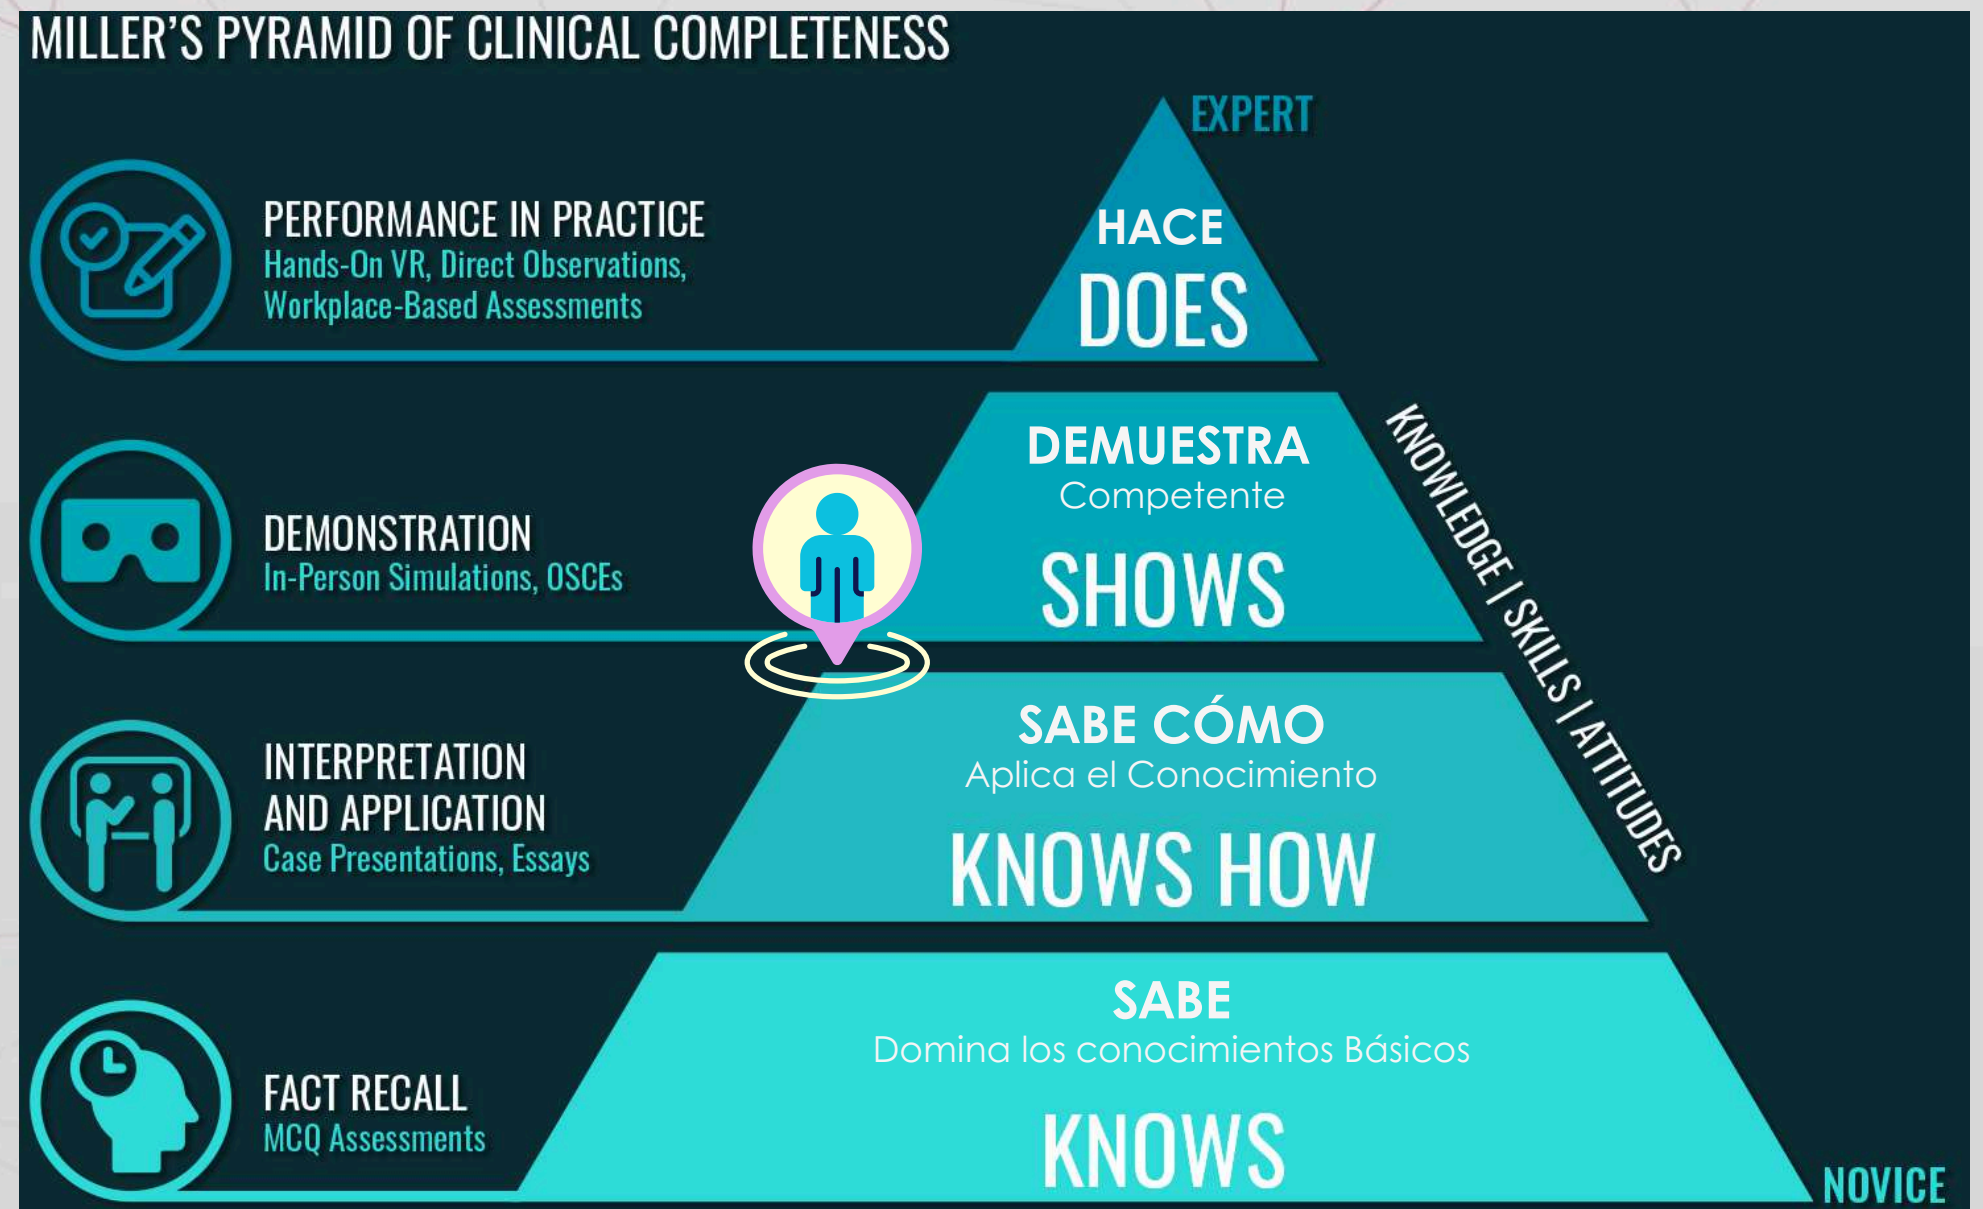 MILLER'S PYRAMID OF CLINICAL COMPLETENESS
EXPERT
PERFORMANCE IN PRACTICE
Hands-On VR, Direct Observations,
Workplace-Based Assessments
HACE
DOES
DEMONSTRATION
In-Person Simulations, OSCEs
DEMUESTRA
Competente
SHOWS
KNOWLEDGE | SKILLS | ATTITUDES
INTERPRETATION
AND APPLICATION
Case Presentations, Essays
SABE CÓMO
Aplica el Conocimiento
KNOWS HOW
FACT RECALL
MCQ Assessments
SABE
Domina los conocimientos Básicos
KNOWS
NOVICE